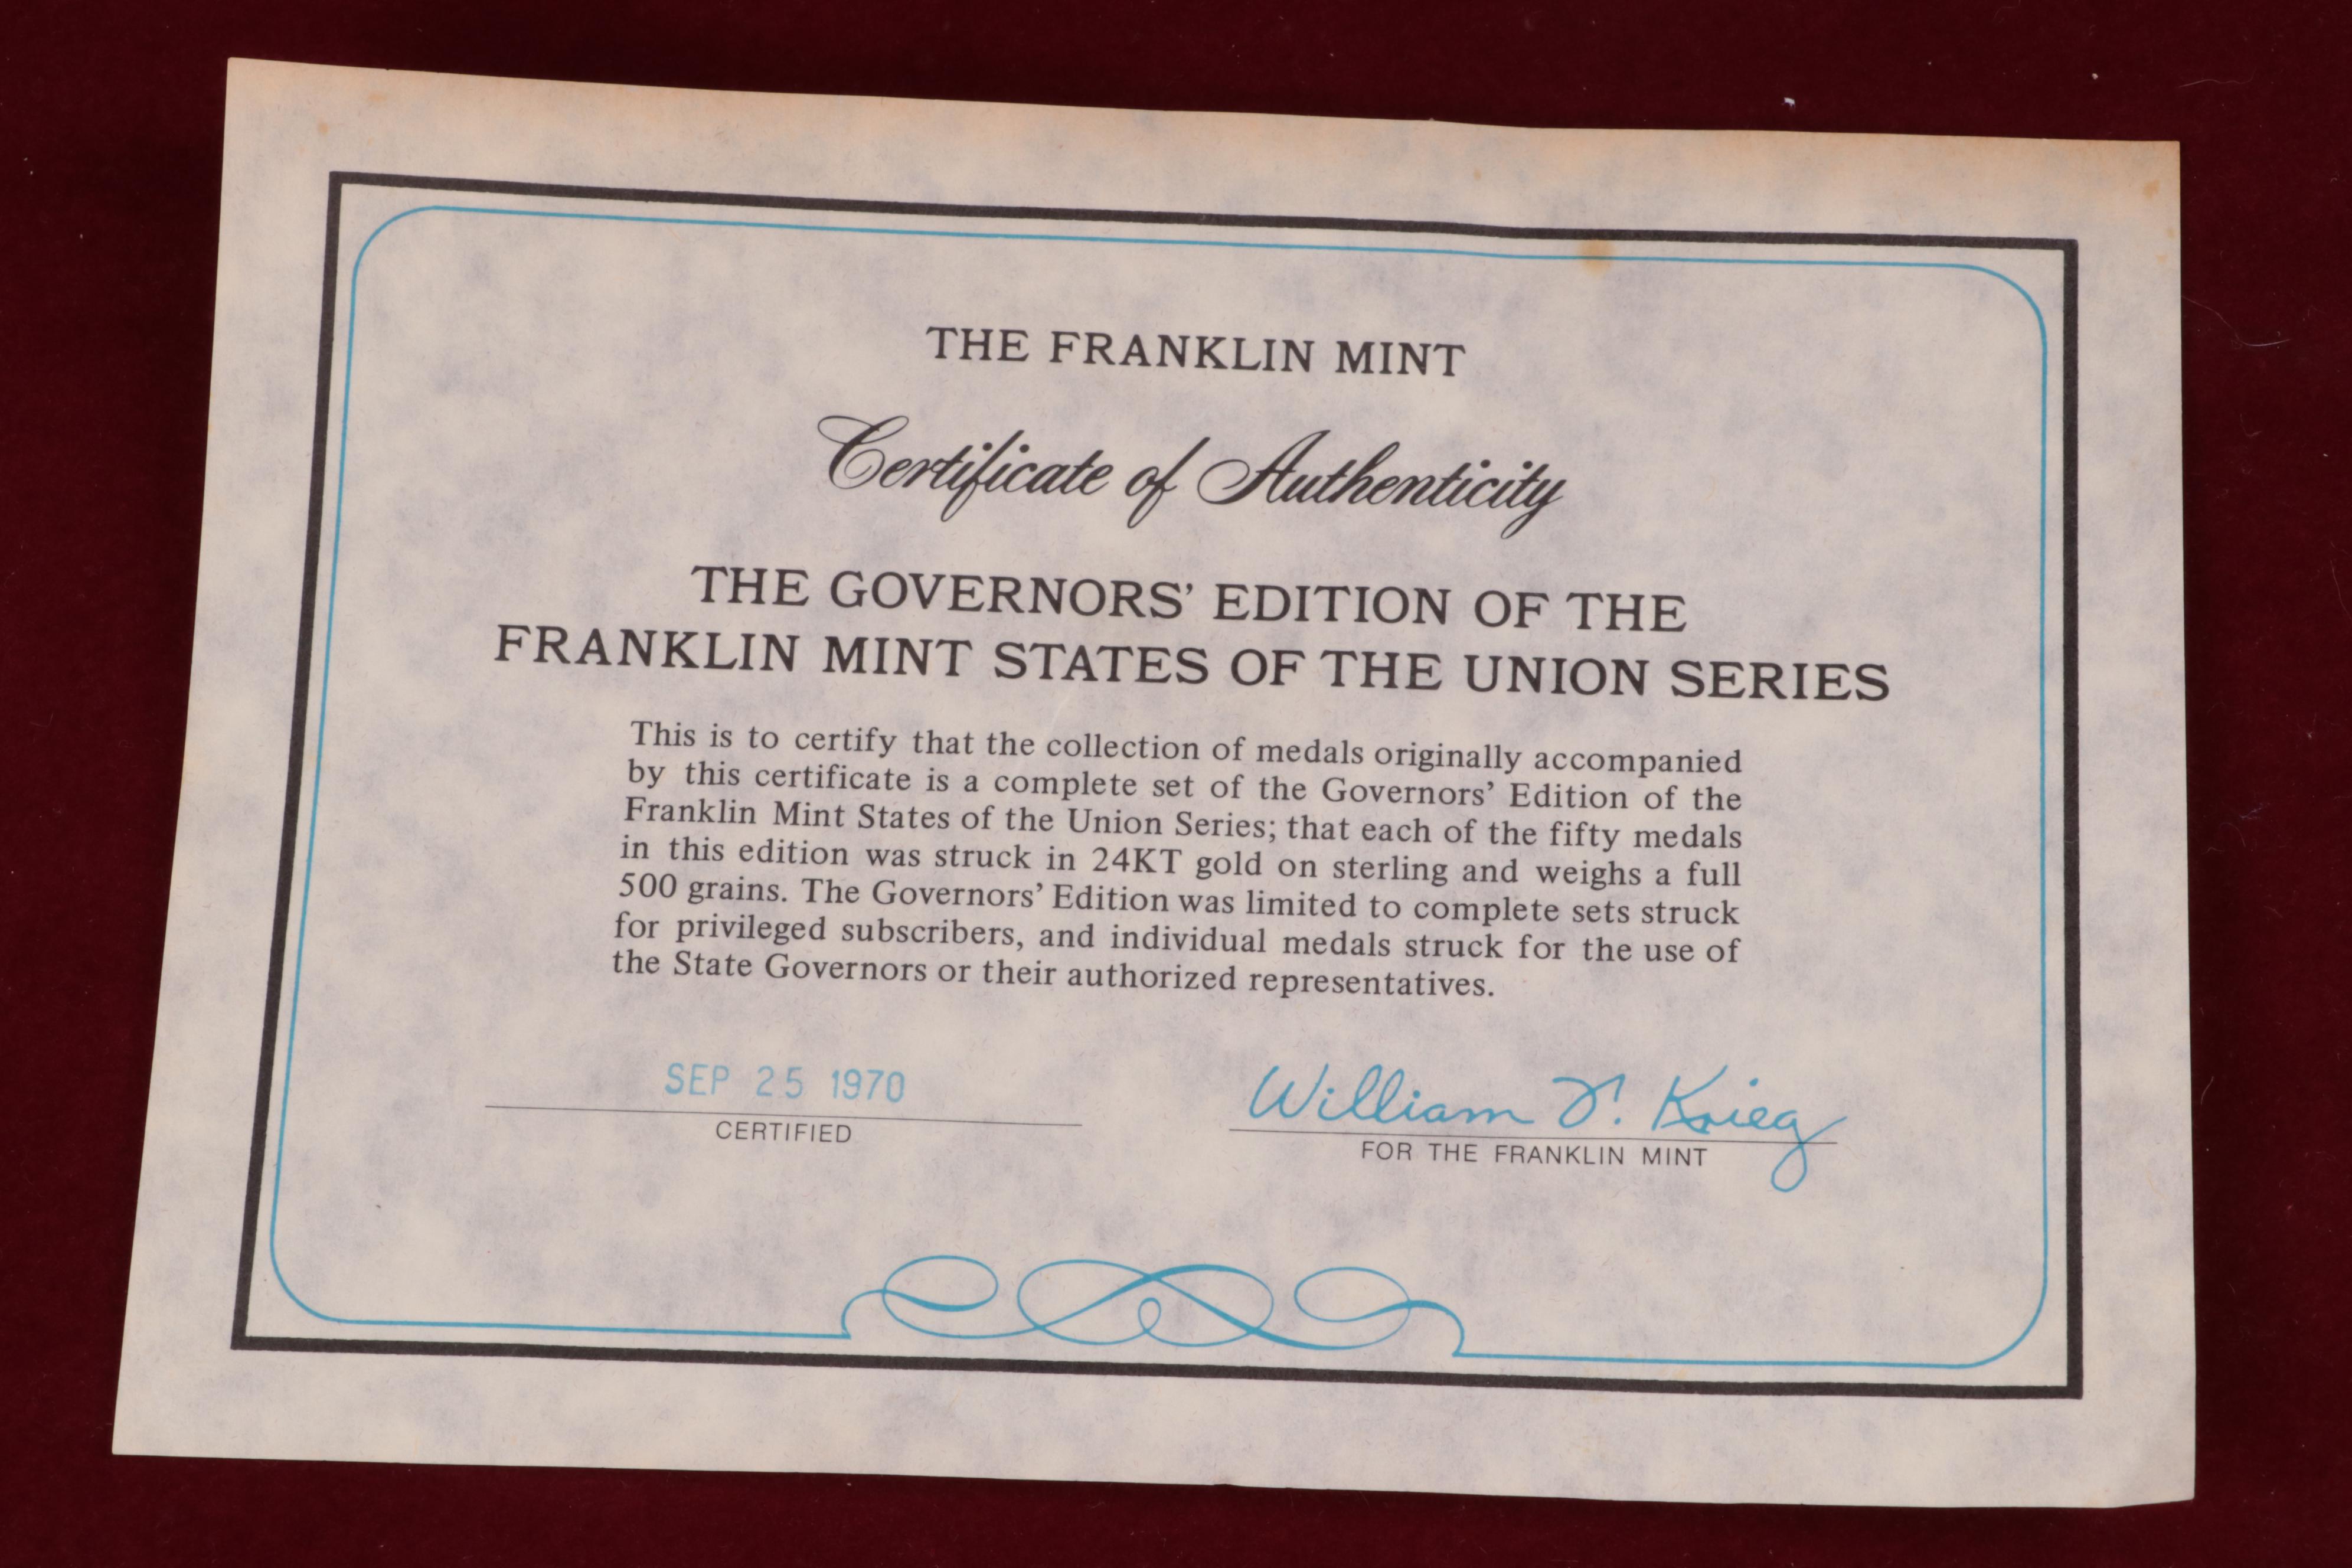 THE FRANKLIN MINT
Certificate of Authenticity
THE GOVERNORS' EDITION OF THE
FRANKLIN MINT STATES OF THE UNION SERIES
This is to certify that the collection of medals originally accompanied
by this certificate is a complete set of the Governors' Edition of the
Franklin Mint States of the Union Series; that each of the fifty medals
in this edition was struck in 24KT gold on sterling and weighs a full
500 grains. The Governors' Edition was limited to complete sets struck
for privileged subscribers, and individual medals struck for the use of
the State Governors or their authorized representatives.
SEP 25 1970
CERTIFIED
William T. Krieg
FOR THE FRANKLIN MINT